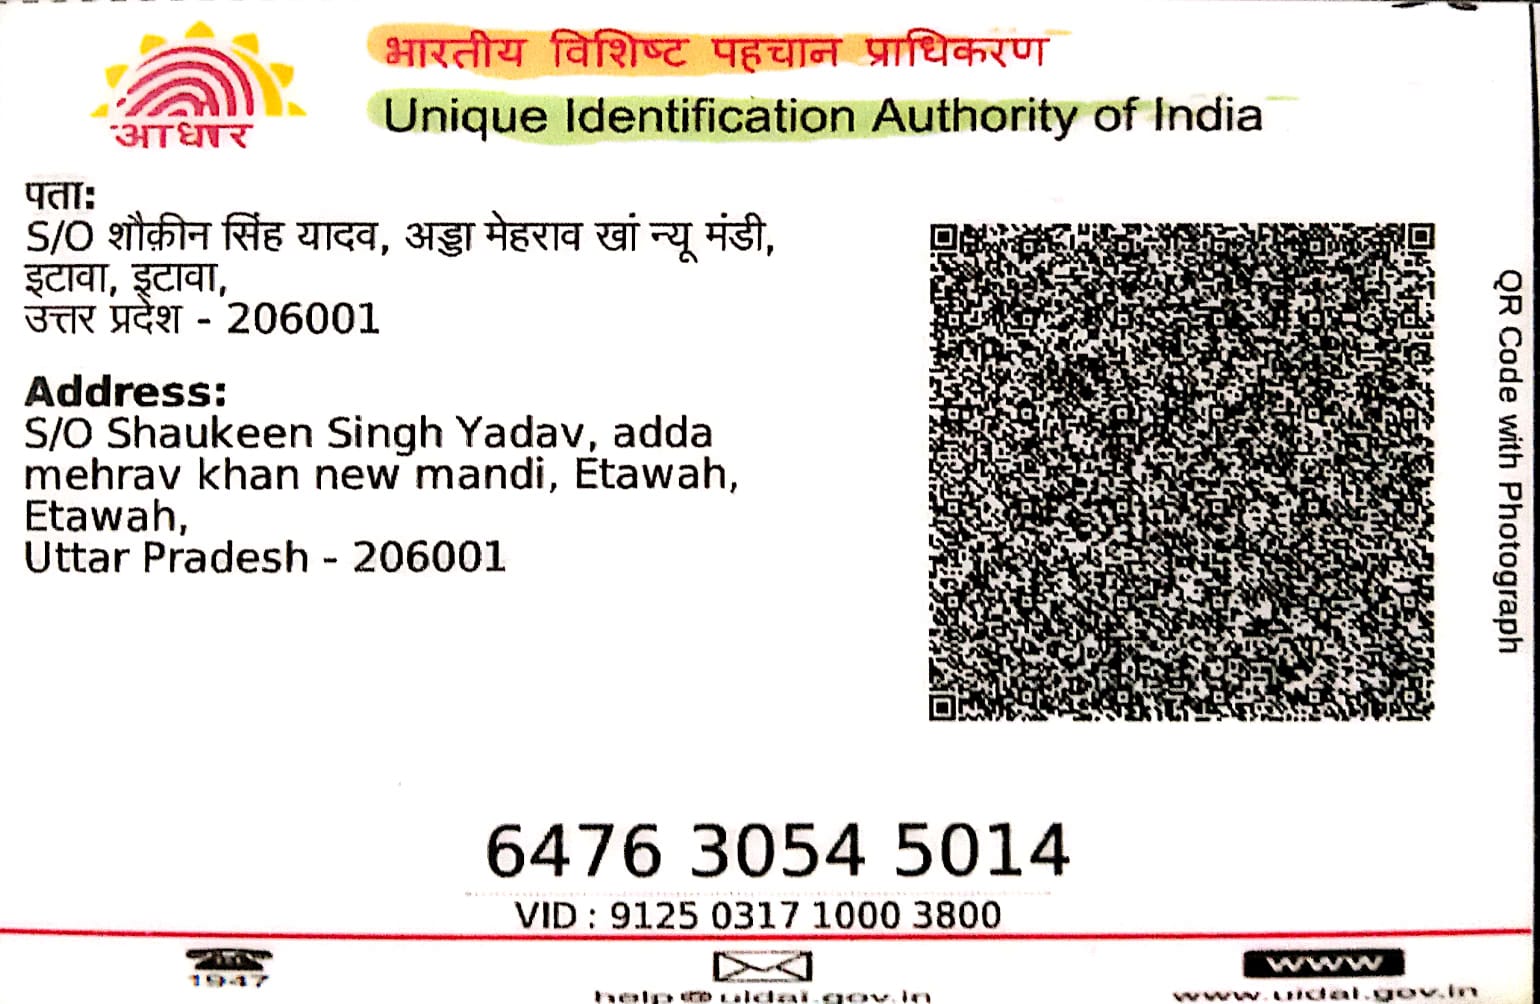 आधार
भारतीय विशिष्ट पहचान प्राधिकरण
Unique Identification Authority of India
पता:
S/O शौक़ीन सिंह यादव, अड्डा मेहराव खां न्यू मंडी,
इटावा, इटावा,
उत्तर प्रदेश - 206001
Address:
S/O Shaukeen Singh Yadav, adda
mehrav khan new mandi, Etawah,
Etawah,
Uttar Pradesh - 206001
QR Code with Photograph
6476 3054 5014
VID : 9125 0317 1000 3800
1947
help@uidai.gov.in
www
www.uidai.gov.in